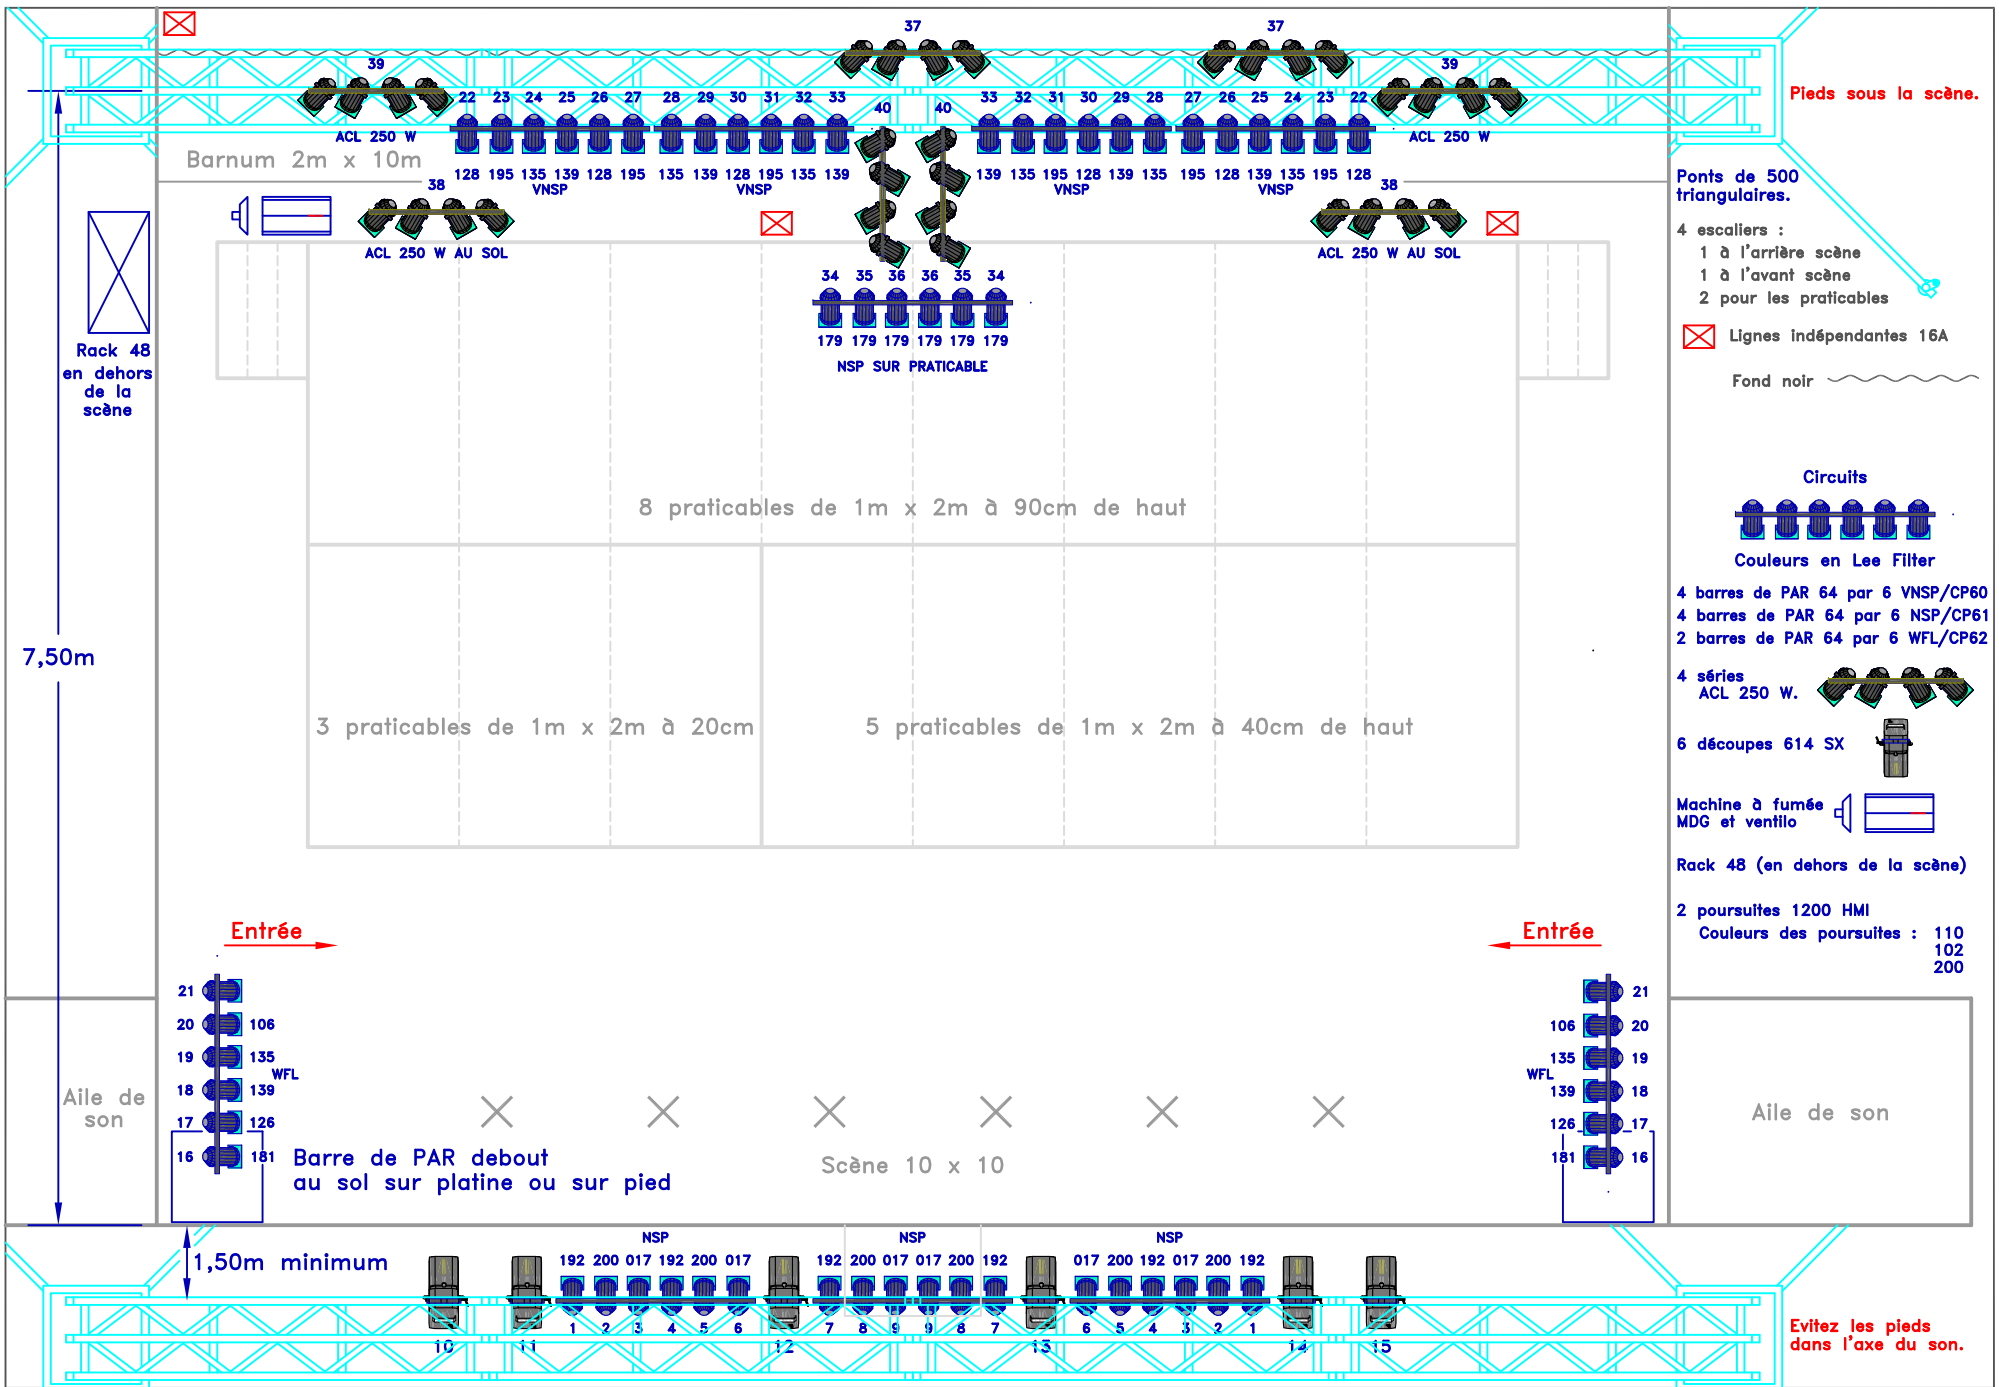 37 37
39 39
22 23 24 25 26 27 28 29 30 31 32 33 40 40 33 32 31 30 29 28 27 26 25 24 23 22
ACL 250 W
ACL 250 W
Barnum 2m x 10m
128 195 135 139 128 195 135 139 128 195 135 139 139 135 195 128 139 135 195 128 139 135 195 128
VNSP VNSP VNSP VNSP
38 38
ACL 250 W AU SOL
ACL 250 W AU SOL
34 35 36 36 35 34
179 179 179 179 179 179
NSP SUR PRATICABLE
Rack 48
en dehors
de la
scène
7,50m
8 praticables de 1m x 2m à 90cm de haut
3 praticables de 1m x 2m à 20cm
5 praticables de 1m x 2m à 40cm de haut
Entrée
Entrée
21
20 106
19 135
WFL
18 139
17 126
16 181
21
106 20
135 19
WFL
139 18
126 17
181 16
Aile de
son
Aile de son
Barre de PAR debout
au sol sur platine ou sur pied
Scène 10 x 10
1,50m minimum
NSP NSP NSP
192 200 017 192 200 017 192 200 017 017 200 192 017 200 192 017 200 192
1 2 3 4 5 6 7 8 9 9 8 7 6 5 4 3 2 1
10 11 12 13 14 15
Pieds sous la scène.
Ponts de 500
triangulaires.
4 escaliers :
1 à l'arrière scène
1 à l'avant scène
2 pour les praticables
Lignes indépendantes 16A
Fond noir
Circuits
Couleurs en Lee Filter
4 barres de PAR 64 par 6 VNSP/CP60
4 barres de PAR 64 par 6 NSP/CP61
2 barres de PAR 64 par 6 WFL/CP62
4 séries
ACL 250 W.
6 découpes 614 SX
Machine à fumée
MDG et ventilo
Rack 48 (en dehors de la scène)
2 poursuites 1200 HMI
Couleurs des poursuites : 110
102
200
Evitez les pieds
dans l'axe du son.